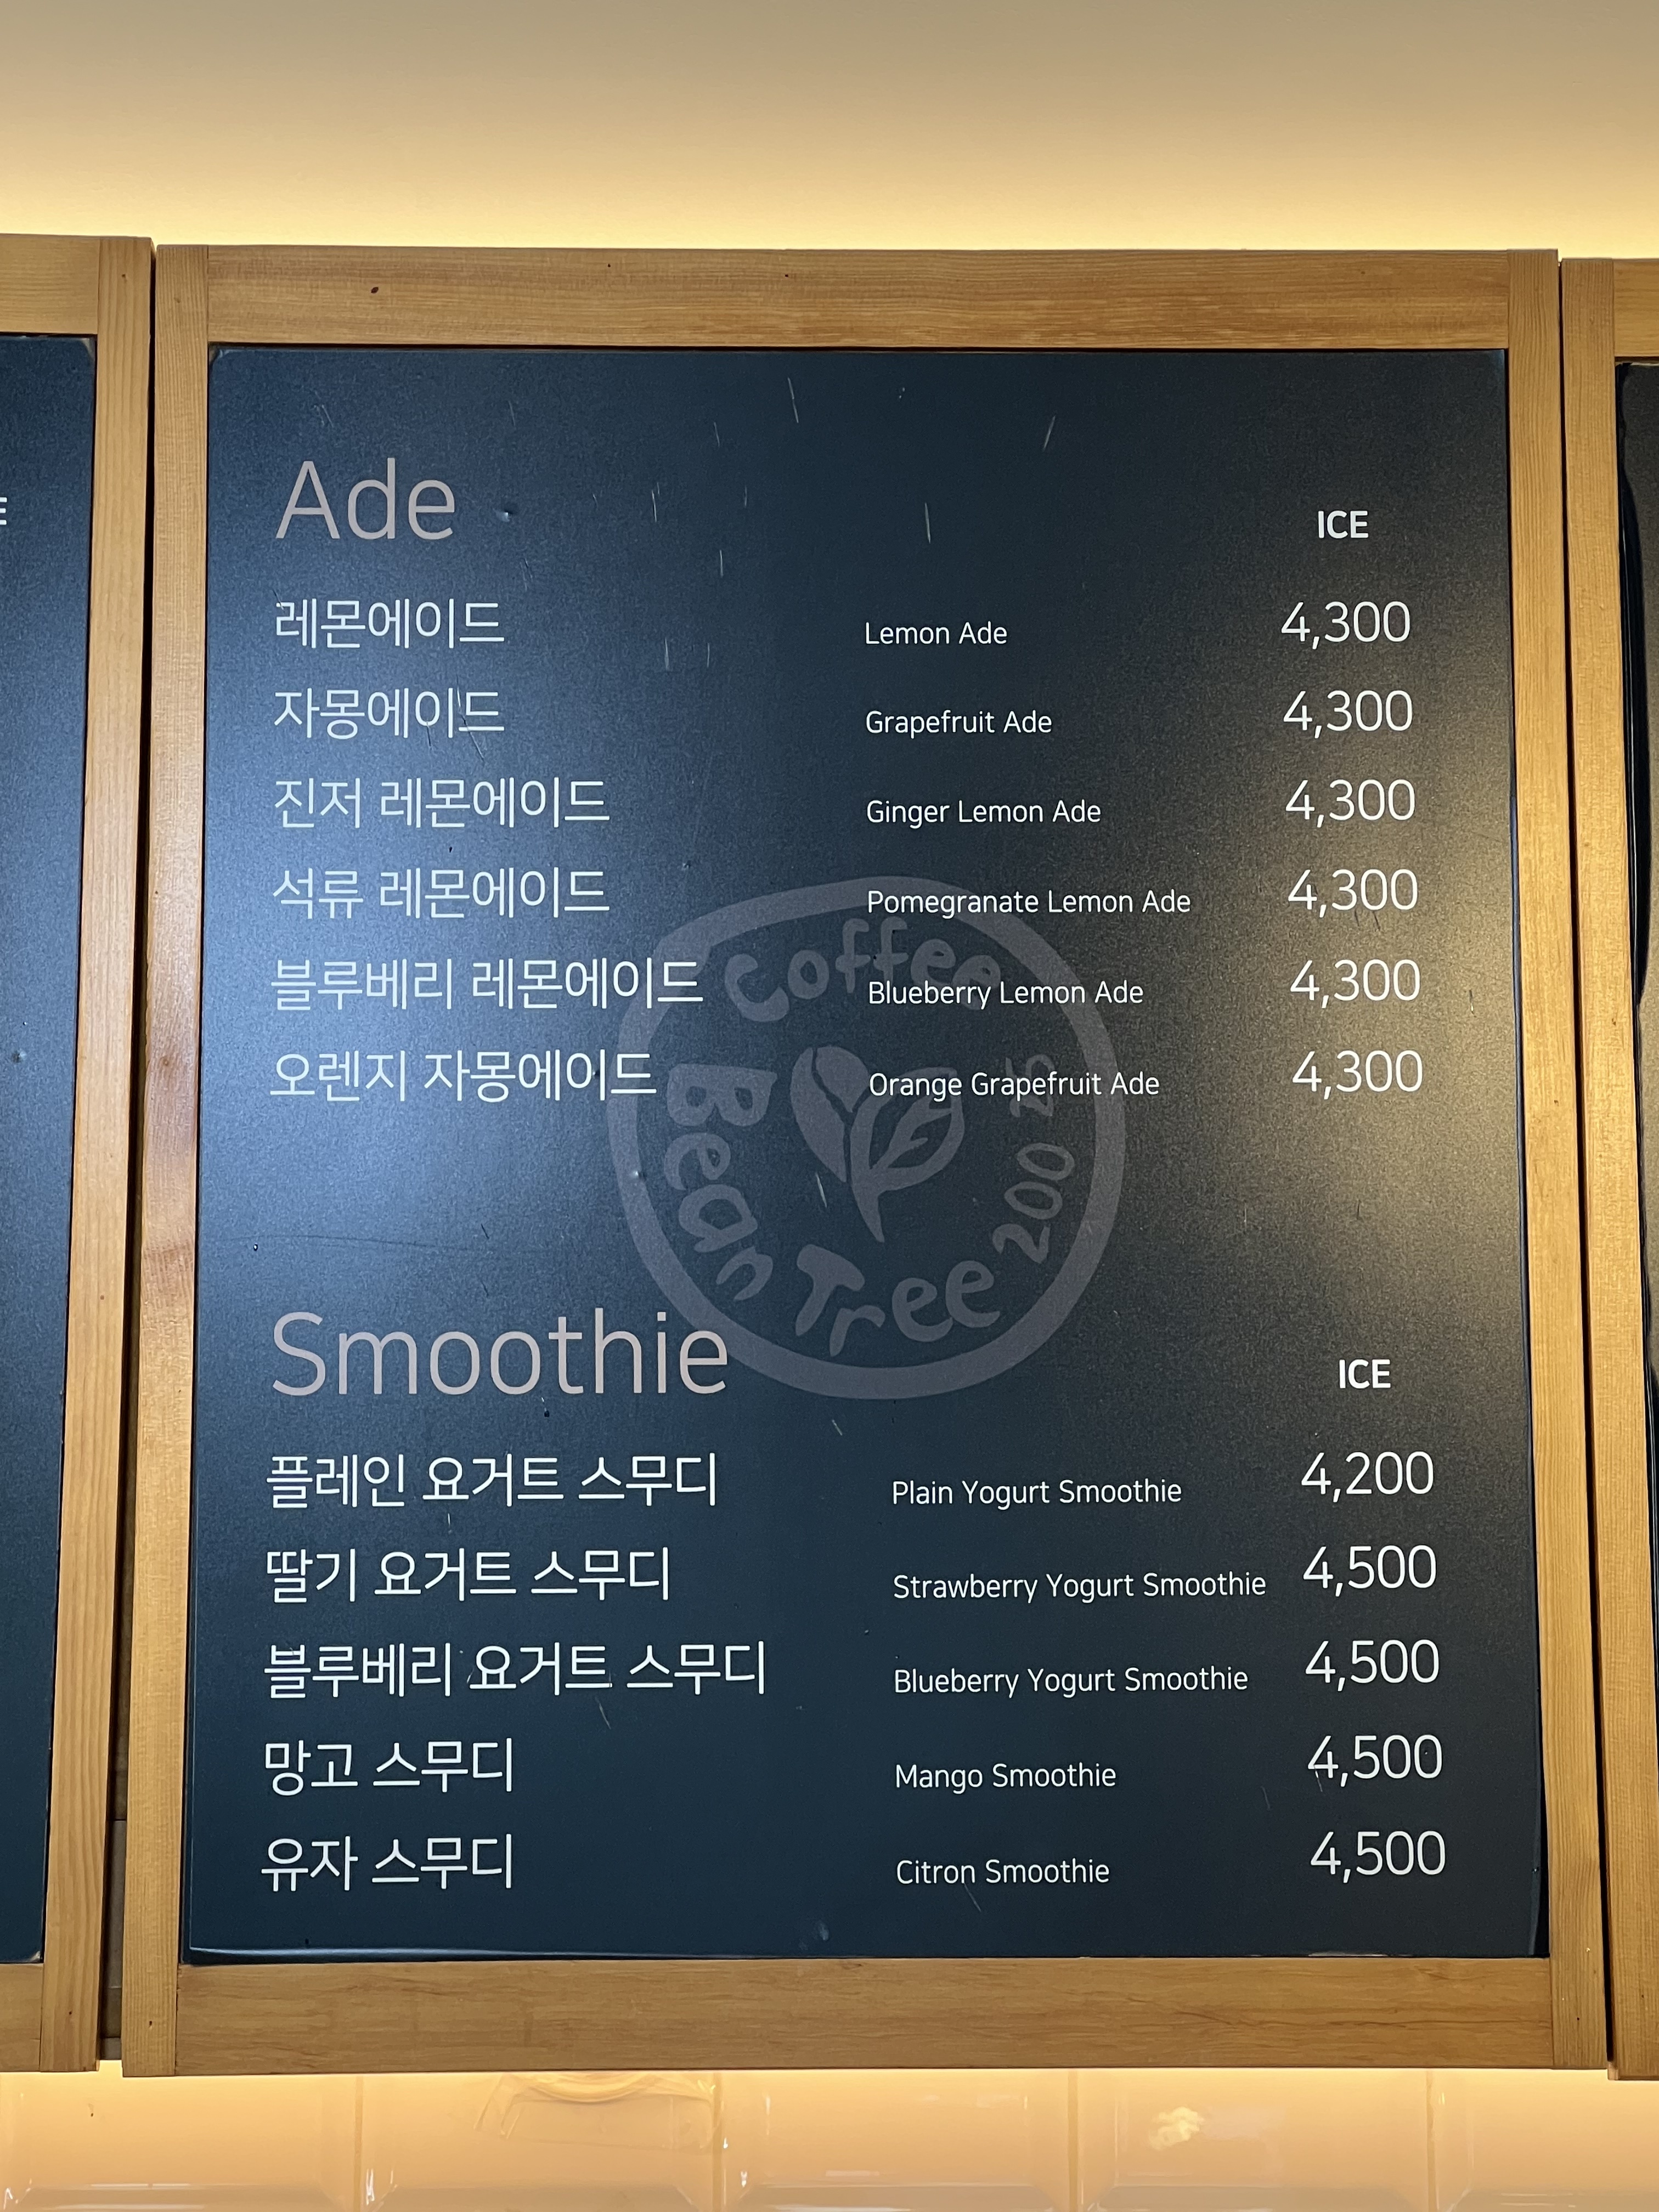 Ade ICE
레몬에이드 Lemon Ade 4,300
자몽에이드 Grapefruit Ade 4,300
진저 레몬에이드 Ginger Lemon Ade 4,300
석류 레몬에이드 Pomegranate Lemon Ade 4,300
블루베리 레몬에이드 Blueberry Lemon Ade 4,300
오렌지 자몽에이드 Orange Grapefruit Ade 4,300
Coffee
Bean Tree 200 25
Smoothie ICE
플레인 요거트 스무디 Plain Yogurt Smoothie 4,200
딸기 요거트 스무디 Strawberry Yogurt Smoothie 4,500
블루베리 요거트 스무디 Blueberry Yogurt Smoothie 4,500
망고 스무디 Mango Smoothie 4,500
유자 스무디 Citron Smoothie 4,500